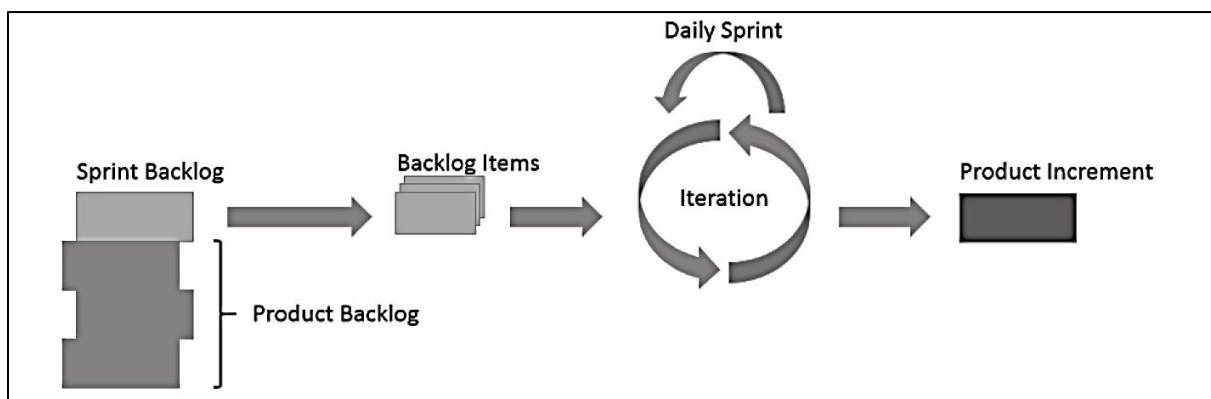 Daily Sprint
Sprint Backlog
Backlog Items
Iteration
Product Increment
Product Backlog